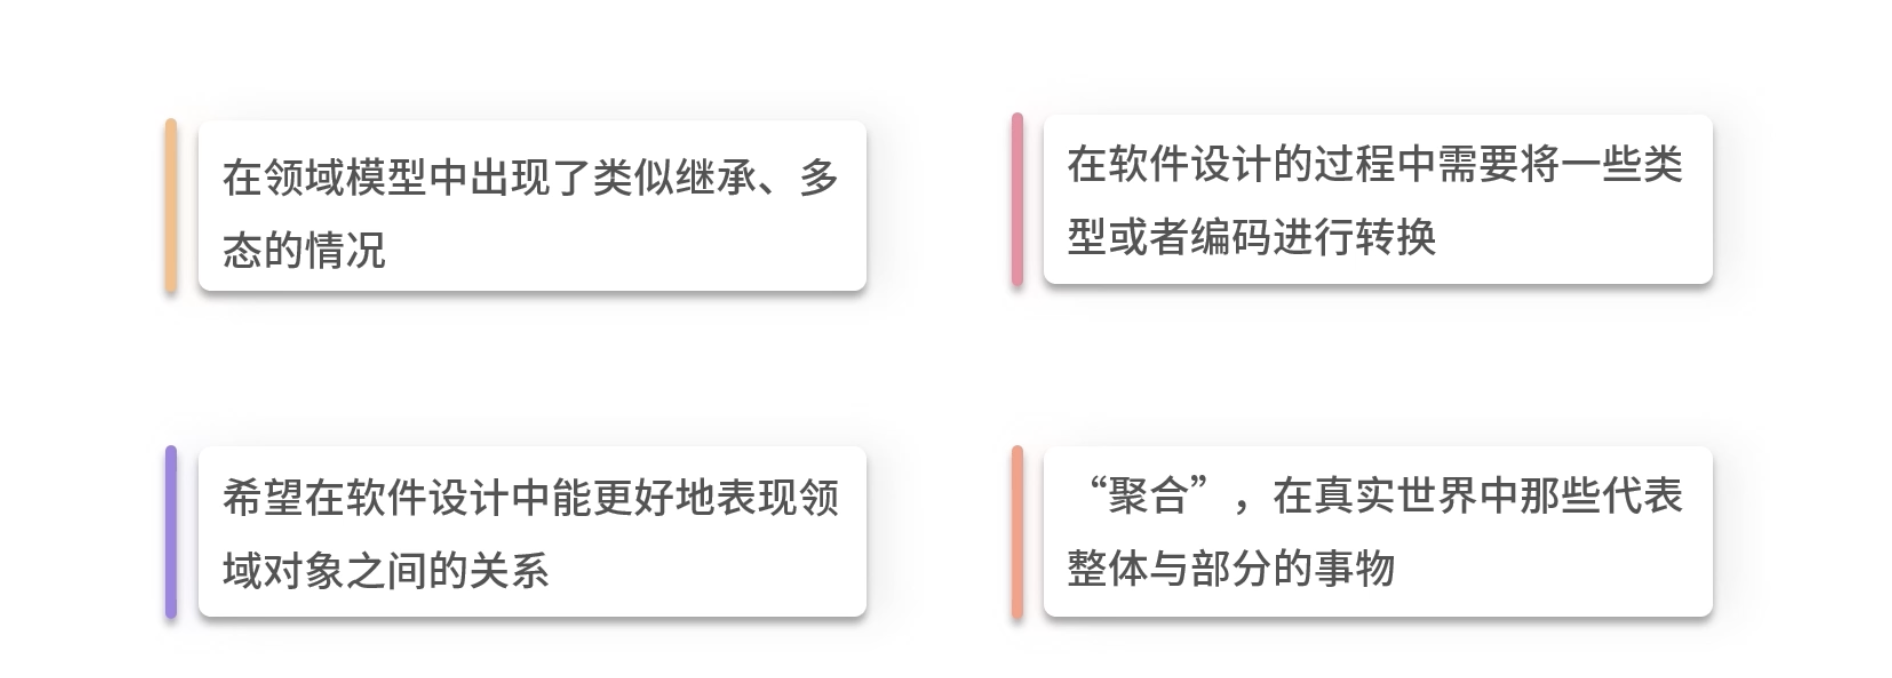 在领域模型中出现了类似继承、多
态的情况
在软件设计的过程中需要将一些类
型或者编码进行转换
希望在软件设计中能更好地表现领
域对象之间的关系
“聚合”，在真实世界中那些代表
整体与部分的事物